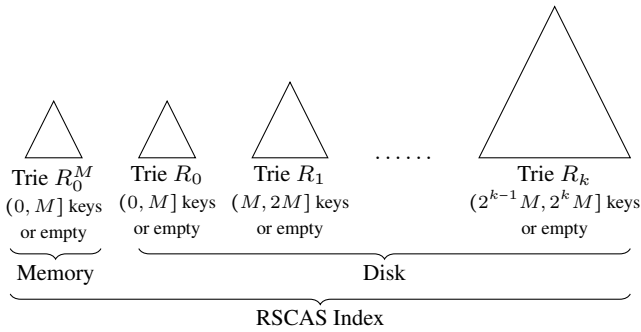 Trie R_0^M Trie R_0 Trie R_1 ...... Trie R_k
(0, M] keys (0, M] keys (M, 2M] keys (2^{k−1}M, 2^k M] keys
or empty or empty or empty or empty
Memory Disk
RSCAS Index